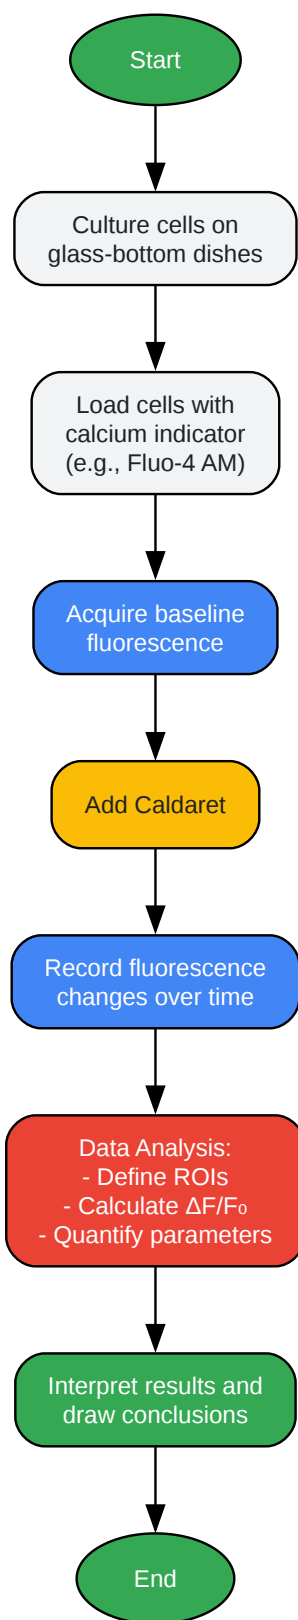 Start
Culture cells on
glass-bottom dishes
Load cells with
calcium indicator
(e.g., Fluo-4 AM)
Acquire baseline
fluorescence
Add Caldaret
Record fluorescence
changes over time
Data Analysis:
- Define ROIs
- Calculate ΔF/F₀
- Quantify parameters
Interpret results and
draw conclusions
End